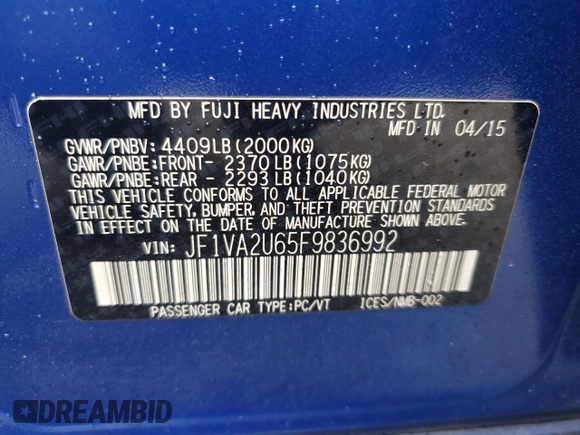 MFD BY FUJI HEAVY INDUSTRIES LTD.
MFD IN 04/15
GVWR/PNBV: 4409LB(2000KG)
GAWR/PNBE:FRONT- 2370LB(1075KG)
GAWR/PNBE:REAR - 2293LB(1040KG)
THIS VEHICLE CONFORMS TO ALL APPLICABLE FEDERAL MOTOR
VEHICLE SAFETY, BUMPER, AND THEFT PREVENTION STANDARDS
IN EFFECT ON THE DATE OF MANUFACTURE SHOWN ABOVE.
VIN: JF1VA2U65F9836992
PASSENGER CAR TYPE:PC/VT ICES/NMB-002
DREAMBID